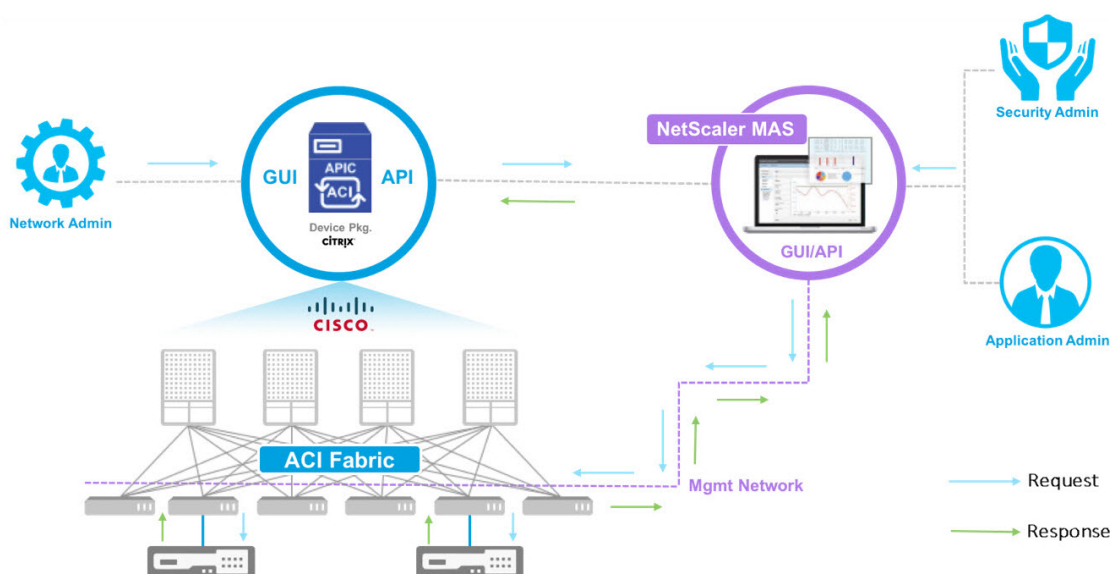 Security Admin
NetScaler MAS
GUI
API
APIC
ACI
Device Pkg.
CITRIX
Network Admin
GUI/API
CISCO
Application Admin
ACI Fabric
Mgmt Network
Request
Response